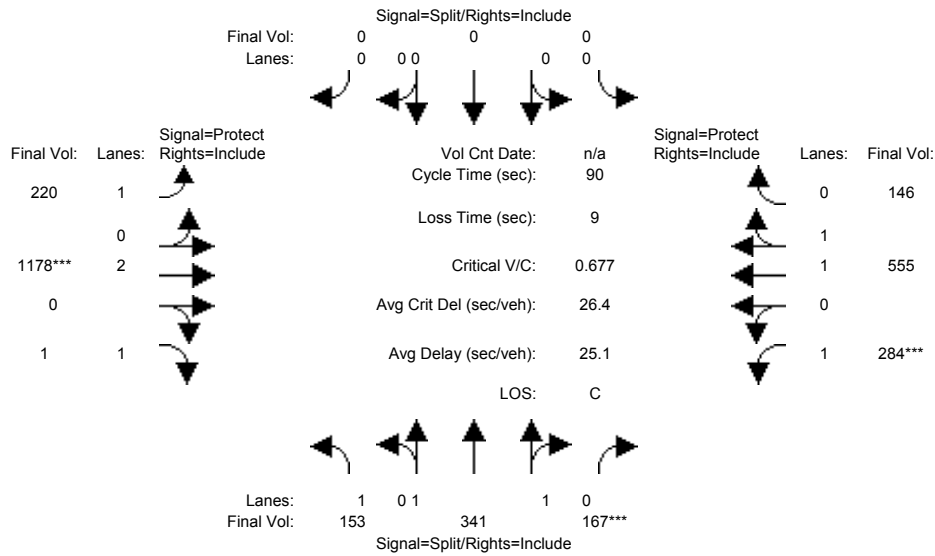 Signal=Split/Rights=Include
Final Vol: 0 0 0
Lanes: 0 0 0 0 0
Signal=Protect Signal=Protect
Final Vol: Lanes: Rights=Include Vol Cnt Date: n/a Rights=Include Lanes: Final Vol:
Cycle Time (sec): 90
220 1 0 146
Loss Time (sec): 9
0 1
1178*** 2 Critical V/C: 0.677 1 555
0 Avg Crit Del (sec/veh): 26.4 0
1 1 Avg Delay (sec/veh): 25.1 1 284***
LOS: C
Lanes: 1 0 1 1 0
Final Vol: 153 341 167***
Signal=Split/Rights=Include